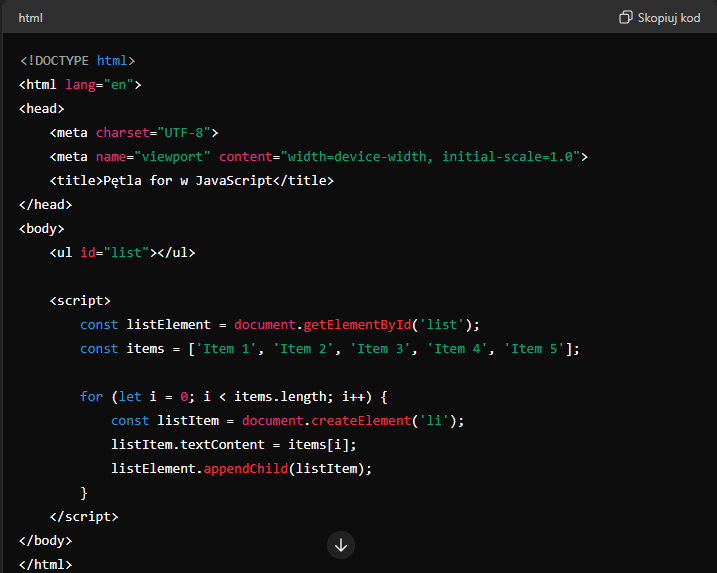 html
Skopiuj kod
<!DOCTYPE html>
<html lang="en">
<head>
    <meta charset="UTF-8">
    <meta name="viewport" content="width=device-width, initial-scale=1.0">
    <title>Pętla for w JavaScript</title>
</head>
<body>
    <ul id="list"></ul>

    <script>
        const listElement = document.getElementById('list');
        const items = ['Item 1', 'Item 2', 'Item 3', 'Item 4', 'Item 5'];

        for (let i = 0; i < items.length; i++) {
            const listItem = document.createElement('li');
            listItem.textContent = items[i];
            listElement.appendChild(listItem);
        }
    </script>
</body>
</html>